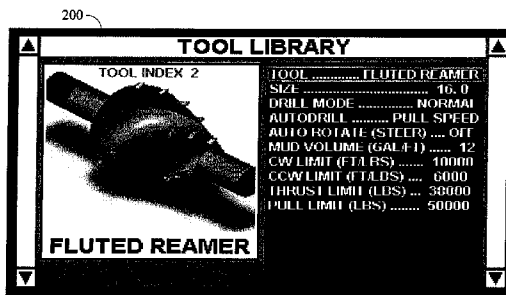 200
TOOL LIBRARY
TOOL INDEX 2
TOOL ............. FLUTED REAMER
SIZE ............................... 16. 0
DRILL MODE ................ NORMAL
AUTODRILL ......... PULL SPEED
AUTO ROTATE (STEER) .... OFF
MUD VOLUME (GAL/FT) ...... 12
CW LIMIT (FT/LBS) ....... 10000
CCW LIMIT (FT/LBS) .... 6000
THRUST LIMIT (LBS) ... 38000
PULL LIMIT (LBS) ........ 50000
FLUTED REAMER